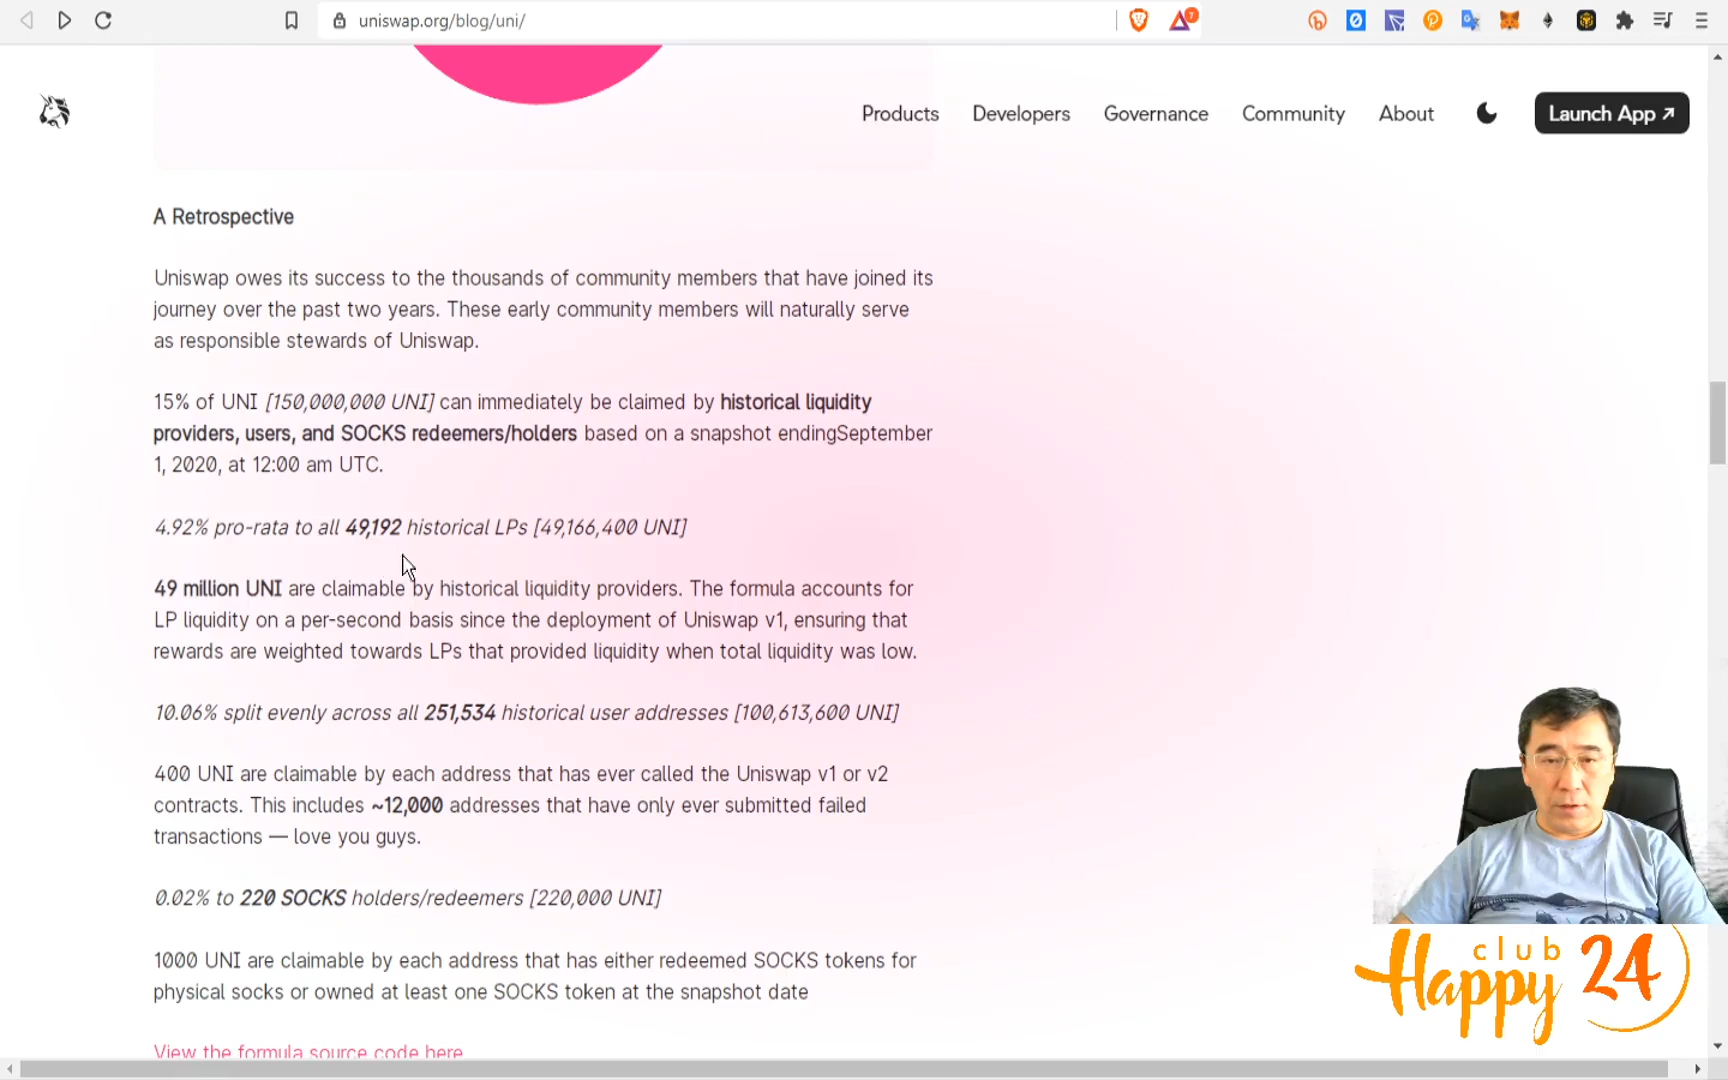 uniswap.org/blog/uni/
Products Developers Governance Community About Launch App ↗
A Retrospective
Uniswap owes its success to the thousands of community members that have joined its
journey over the past two years. These early community members will naturally serve
as responsible stewards of Uniswap.
15% of UNI [150,000,000 UNI] can immediately be claimed by historical liquidity
providers, users, and SOCKS redeemers/holders based on a snapshot endingSeptember
1, 2020, at 12:00 am UTC.
4.92% pro-rata to all 49,192 historical LPs [49,166,400 UNI]
49 million UNI are claimable by historical liquidity providers. The formula accounts for
LP liquidity on a per-second basis since the deployment of Uniswap v1, ensuring that
rewards are weighted towards LPs that provided liquidity when total liquidity was low.
10.06% split evenly across all 251,534 historical user addresses [100,613,600 UNI]
400 UNI are claimable by each address that has ever called the Uniswap v1 or v2
contracts. This includes ~12,000 addresses that have only ever submitted failed
transactions — love you guys.
0.02% to 220 SOCKS holders/redeemers [220,000 UNI]
1000 UNI are claimable by each address that has either redeemed SOCKS tokens for
physical socks or owned at least one SOCKS token at the snapshot date
View the formula source code here
club
Happy 24